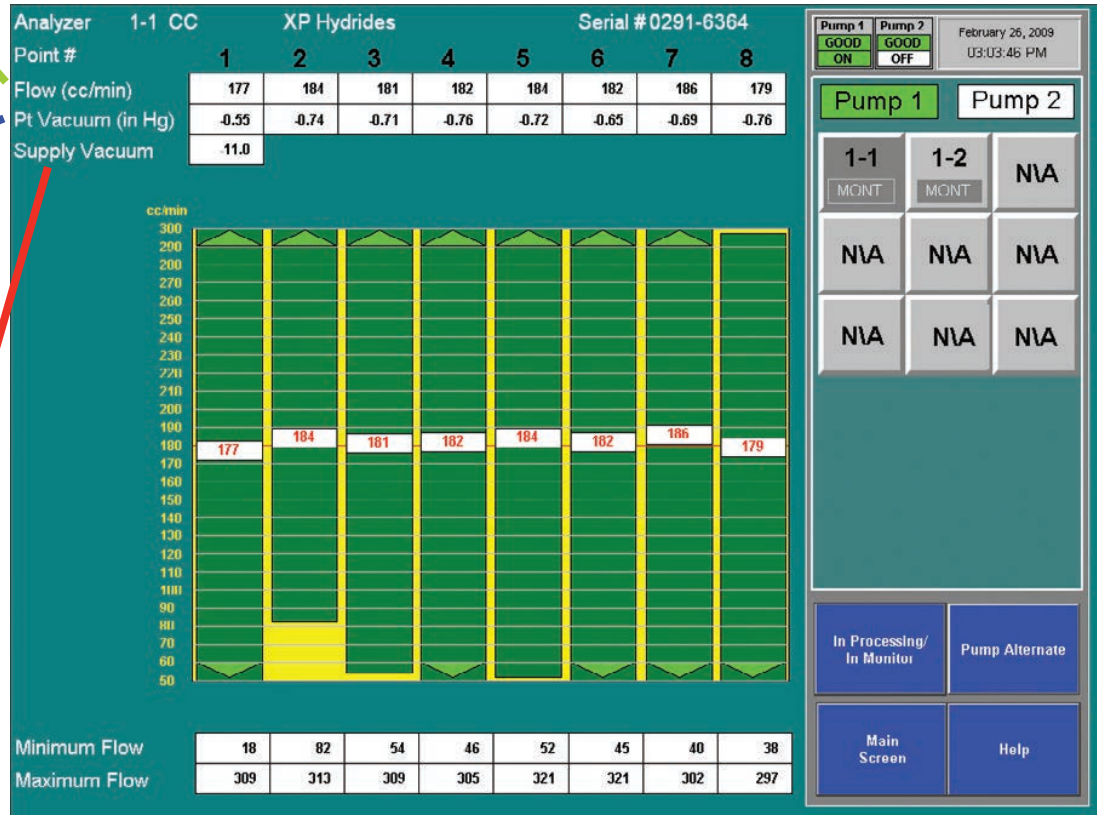 Analyzer 1-1 CC XP Hydrides Serial # 0291-6364
Point # 1 2 3 4 5 6 7 8
Flow (cc/min) 177 184 181 182 184 182 186 179
Pt Vacuum (in Hg) -0.55 -0.74 -0.71 -0.76 -0.72 -0.65 -0.69 -0.76
Supply Vacuum -11.0
cc/min
300
290
280
270
260
250
240
230
220
210
200
190
180
170
160
150
140
130
120
110
100
90
80
70
60
50
177 184 181 182 184 182 186 179
Minimum Flow 18 82 54 46 52 45 40 38
Maximum Flow 309 313 309 305 321 321 302 297
Pump 1 Pump 2
GOOD GOOD
ON OFF
February 26, 2009
03:03:46 PM
Pump 1 Pump 2
1-1 1-2 N\A
MONT MONT
N\A N\A N\A
N\A N\A N\A
In Processing/
In Monitor
Pump Alternate
Main
Screen
Help